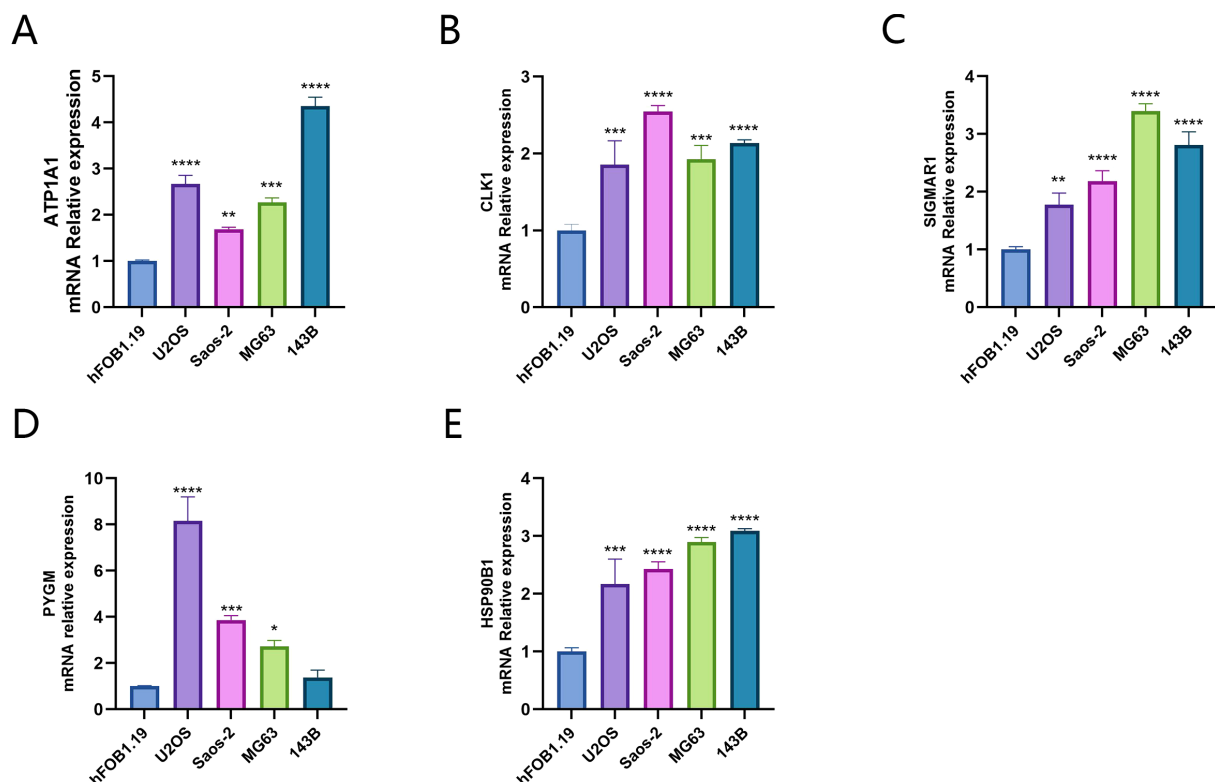 A
ATP1A1
mRNA Relative expression
5
4
3
2
1
0
****
**
***
****
hFOB1.19
U2OS
Saos-2
MG63
143B
B
CLK1
mRNA Relative expression
3
2
1
0
***
****
***
****
hFOB1.19
U2OS
Saos-2
MG63
143B
C
SIGMAR1
mRNA Relative expression
4
3
2
1
0
**
****
****
****
hFOB1.19
U2OS
Saos-2
MG63
143B
D
PYGM
mRNA relative expression
10
8
6
4
2
0
****
***
*
hFOB1.19
U2OS
Saos-2
MG63
143B
E
HSP90B1
mRNA Relative expression
4
3
2
1
0
***
****
****
****
hFOB1.19
U2OS
Saos-2
MG63
143B